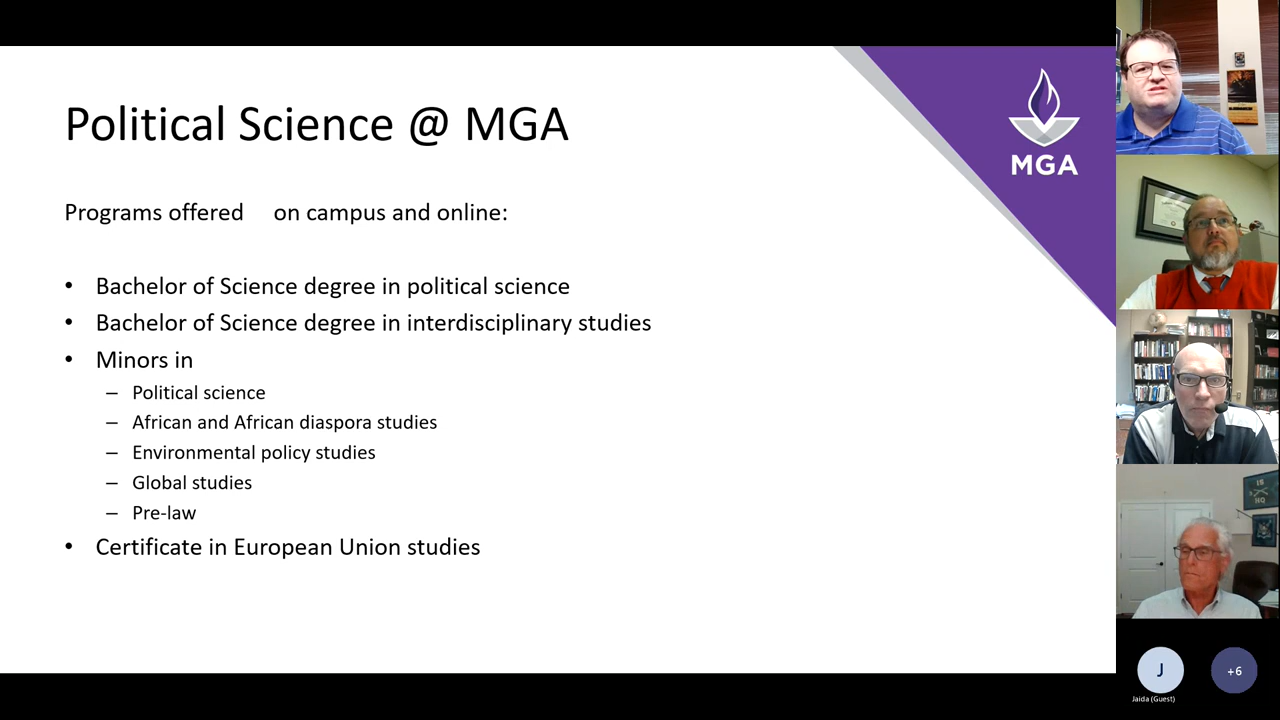 Political Science @ MGA
MGA
Programs offered on campus and online:
• Bachelor of Science degree in political science
• Bachelor of Science degree in interdisciplinary studies
• Minors in
– Political science
– African and African diaspora studies
– Environmental policy studies
– Global studies
– Pre-law
• Certificate in European Union studies
IS
HQ
J
+6
Jaida (Guest)